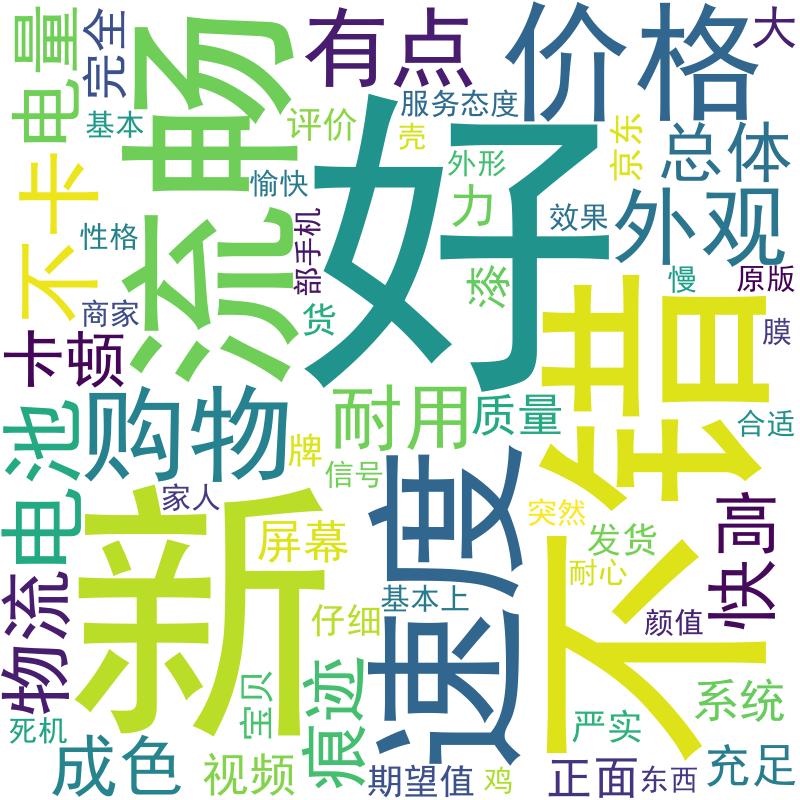 电量
完全
流畅
有点
价格
大
服务态度
基本
评价
壳
京东
总体
外形
不卡
愉快
好
力
效果
外观
性格
部手机
漆
慢
原版
商家
货
不错
膜
卡顿
购物
耐用
质量
合适
电池
牌
速度
信号
家人
新
突然
高
屏幕
发货
快
耐心
物流
基本上
仔细
颜值
痕迹
宝贝
系统
死机
严实
成色
视频
期望值
鸡
正面
东西
充足